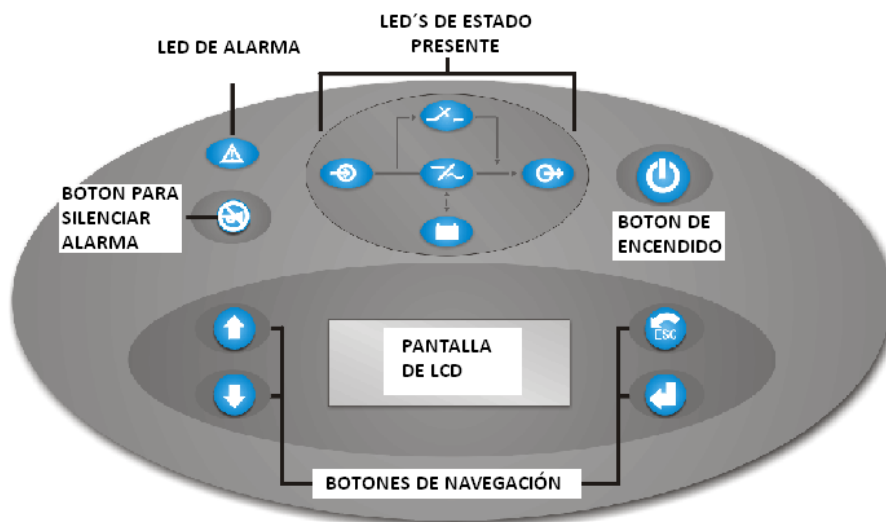 LED´S DE ESTADO
PRESENTE
LED DE ALARMA
BOTON PARA
SILENCIAR
ALARMA
BOTON DE
ENCENDIDO
ESC
PANTALLA
DE LCD
BOTONES DE NAVEGACIÓN